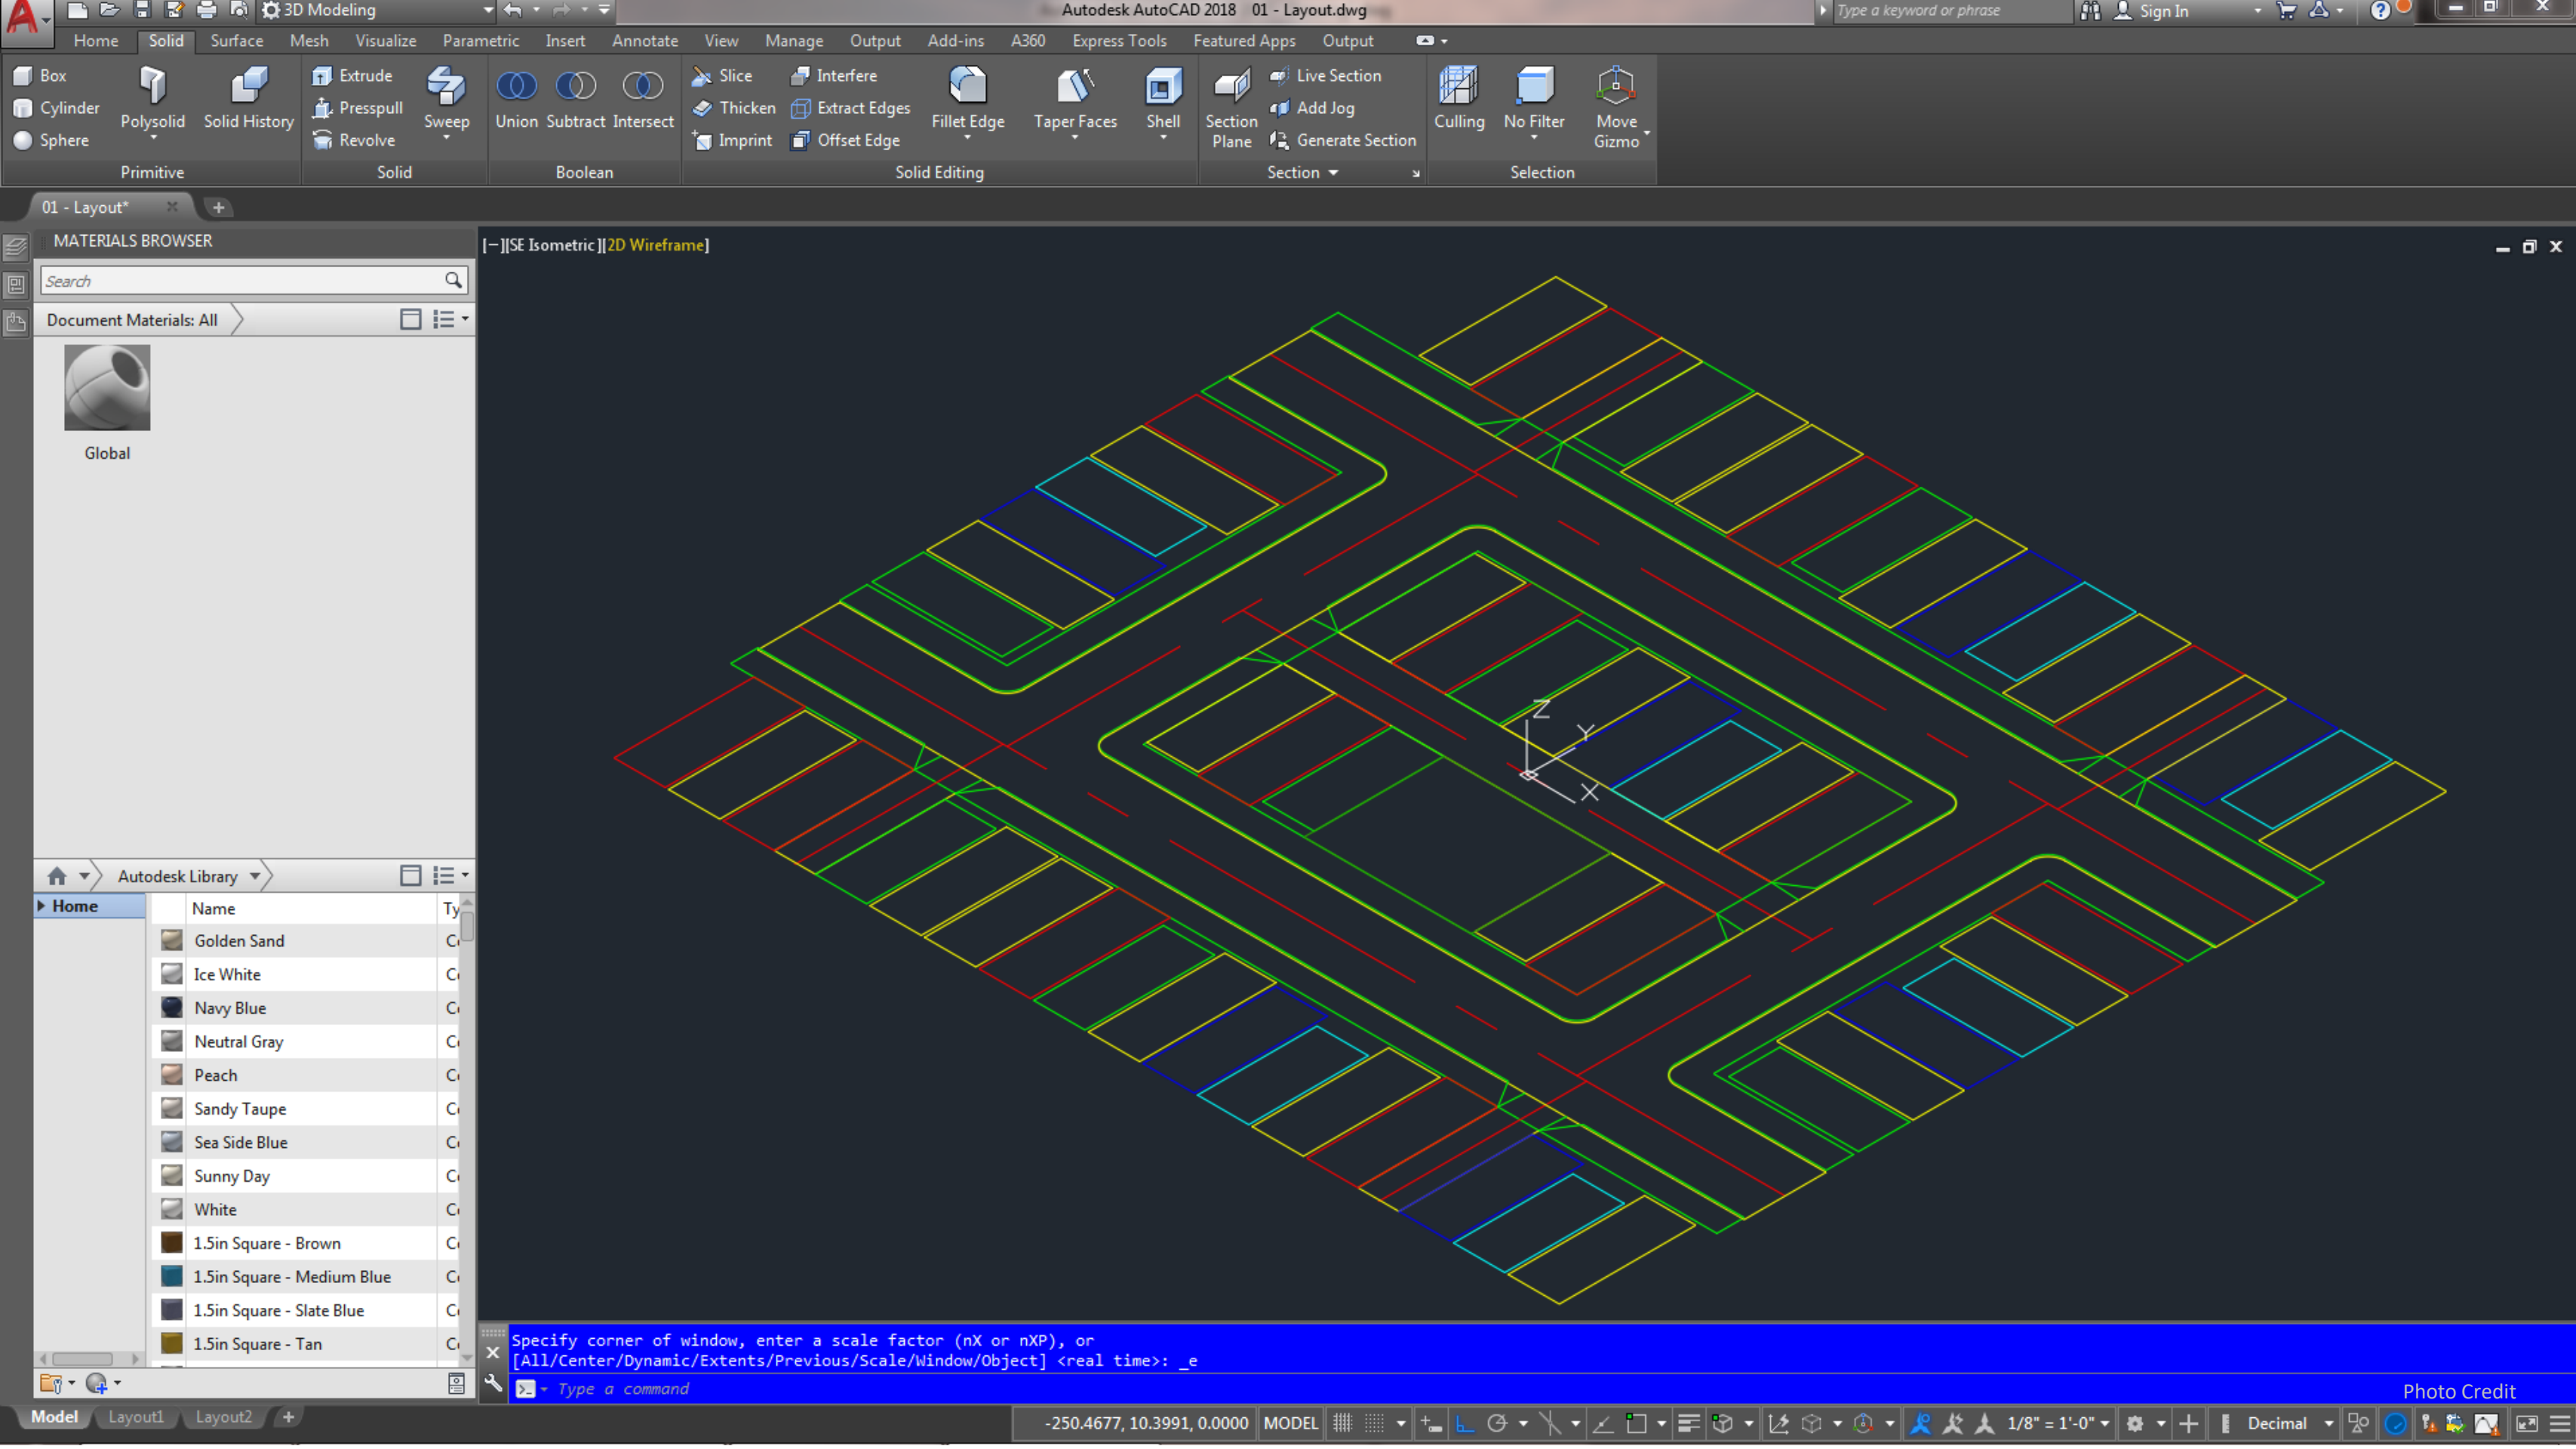 3D Modeling
Autodesk AutoCAD 2018 01 - Layout.dwg
Type a keyword or phrase
Sign In
Home Solid Surface Mesh Visualize Parametric Insert Annotate View Manage Output Add-ins A360 Express Tools Featured Apps Output
Box
Cylinder
Sphere
Polysolid
Solid History
Primitive
Extrude
Presspull
Revolve
Sweep
Solid
Union Subtract Intersect
Boolean
Slice
Thicken
Imprint
Interfere
Extract Edges
Offset Edge
Fillet Edge
Taper Faces
Shell
Solid Editing
Section
Plane
Live Section
Add Jog
Generate Section
Section
Culling
No Filter
Move
Gizmo
Selection
01 - Layout*
MATERIALS BROWSER
Search
Document Materials: All
Global
Autodesk Library
Home
Name Ty
Golden Sand
Ice White
Navy Blue
Neutral Gray
Peach
Sandy Taupe
Sea Side Blue
Sunny Day
White
1.5in Square - Brown
1.5in Square - Medium Blue
1.5in Square - Slate Blue
1.5in Square - Tan
[−][SE Isometric][2D Wireframe]
Z
Y
X
Specify corner of window, enter a scale factor (nX or nXP), or
[All/Center/Dynamic/Extents/Previous/Scale/Window/Object] <real time>: _e
Type a command
Photo Credit
Model Layout1 Layout2
-250.4677, 10.3991, 0.0000 MODEL
1/8" = 1'-0"
Decimal